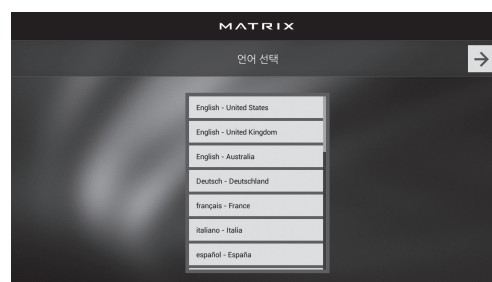 MATRIX
언어 선택
English - United States
English - United Kingdom
English - Australia
Deutsch - Deutschland
français - France
italiano - Italia
español - España